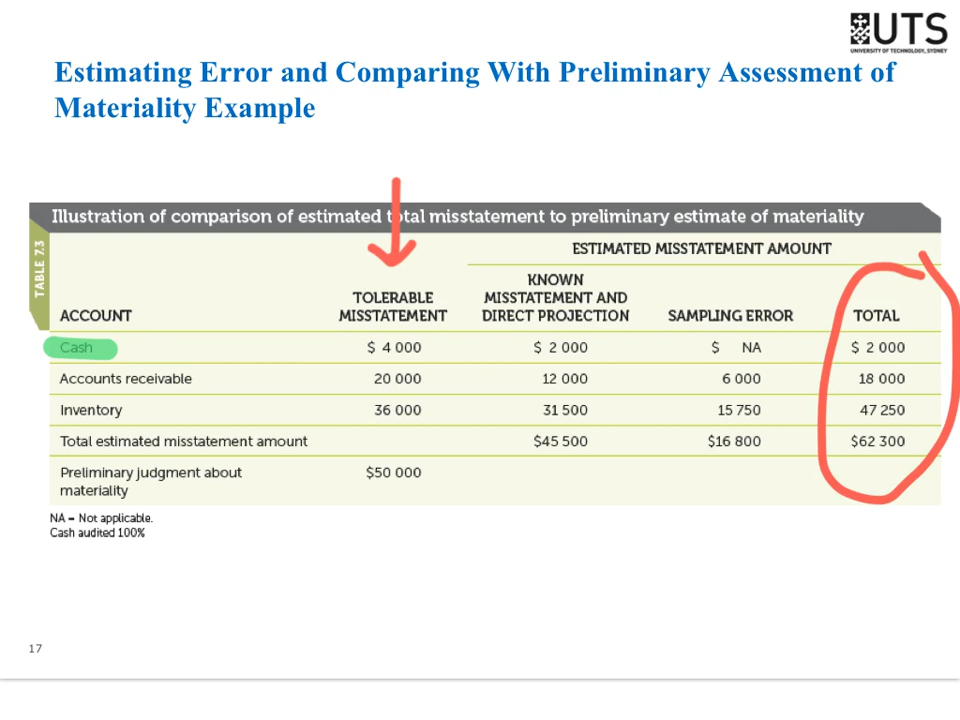 UTS
UNIVERSITY OF TECHNOLOGY, SYDNEY
Estimating Error and Comparing With Preliminary Assessment of
Materiality Example
TABLE 7.3
Illustration of comparison of estimated total misstatement to preliminary estimate of materiality
ESTIMATED MISSTATEMENT AMOUNT
ACCOUNT TOLERABLE MISSTATEMENT KNOWN MISSTATEMENT AND DIRECT PROJECTION SAMPLING ERROR TOTAL
Cash $ 4 000 $ 2 000 $ NA $ 2 000
Accounts receivable 20 000 12 000 6 000 18 000
Inventory 36 000 31 500 15 750 47 250
Total estimated misstatement amount $45 500 $16 800 $62 300
Preliminary judgment about $50 000
materiality
NA = Not applicable.
Cash audited 100%
17